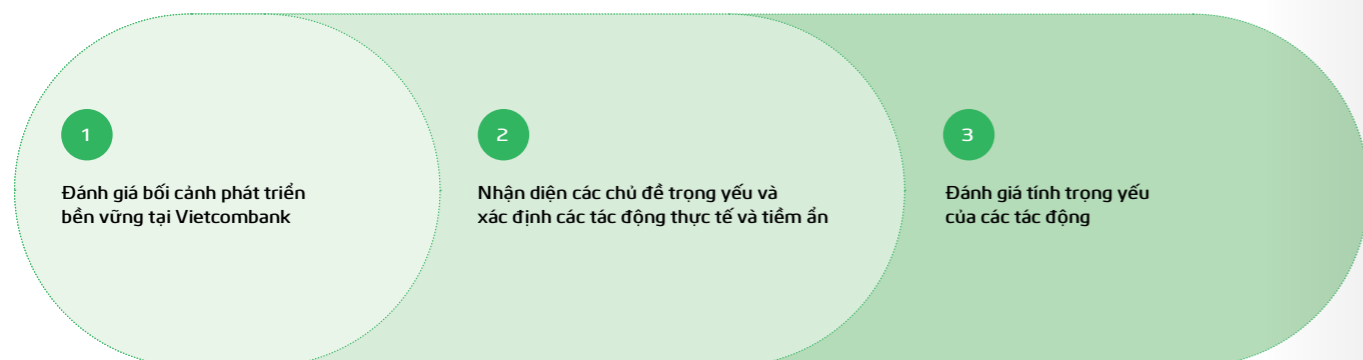 1
Đánh giá bối cảnh phát triển
bền vững tại Vietcombank
2
Nhận diện các chủ đề trọng yếu và
xác định các tác động thực tế và tiềm ẩn
3
Đánh giá tính trọng yếu
của các tác động